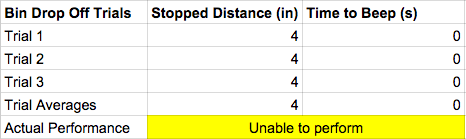 Bin Drop Off Trials Stopped Distance (in) Time to Beep (s)
Trial 1 4 0
Trial 2 4 0
Trial 3 4 0
Trial Averages 4 0
Actual Performance Unable to perform